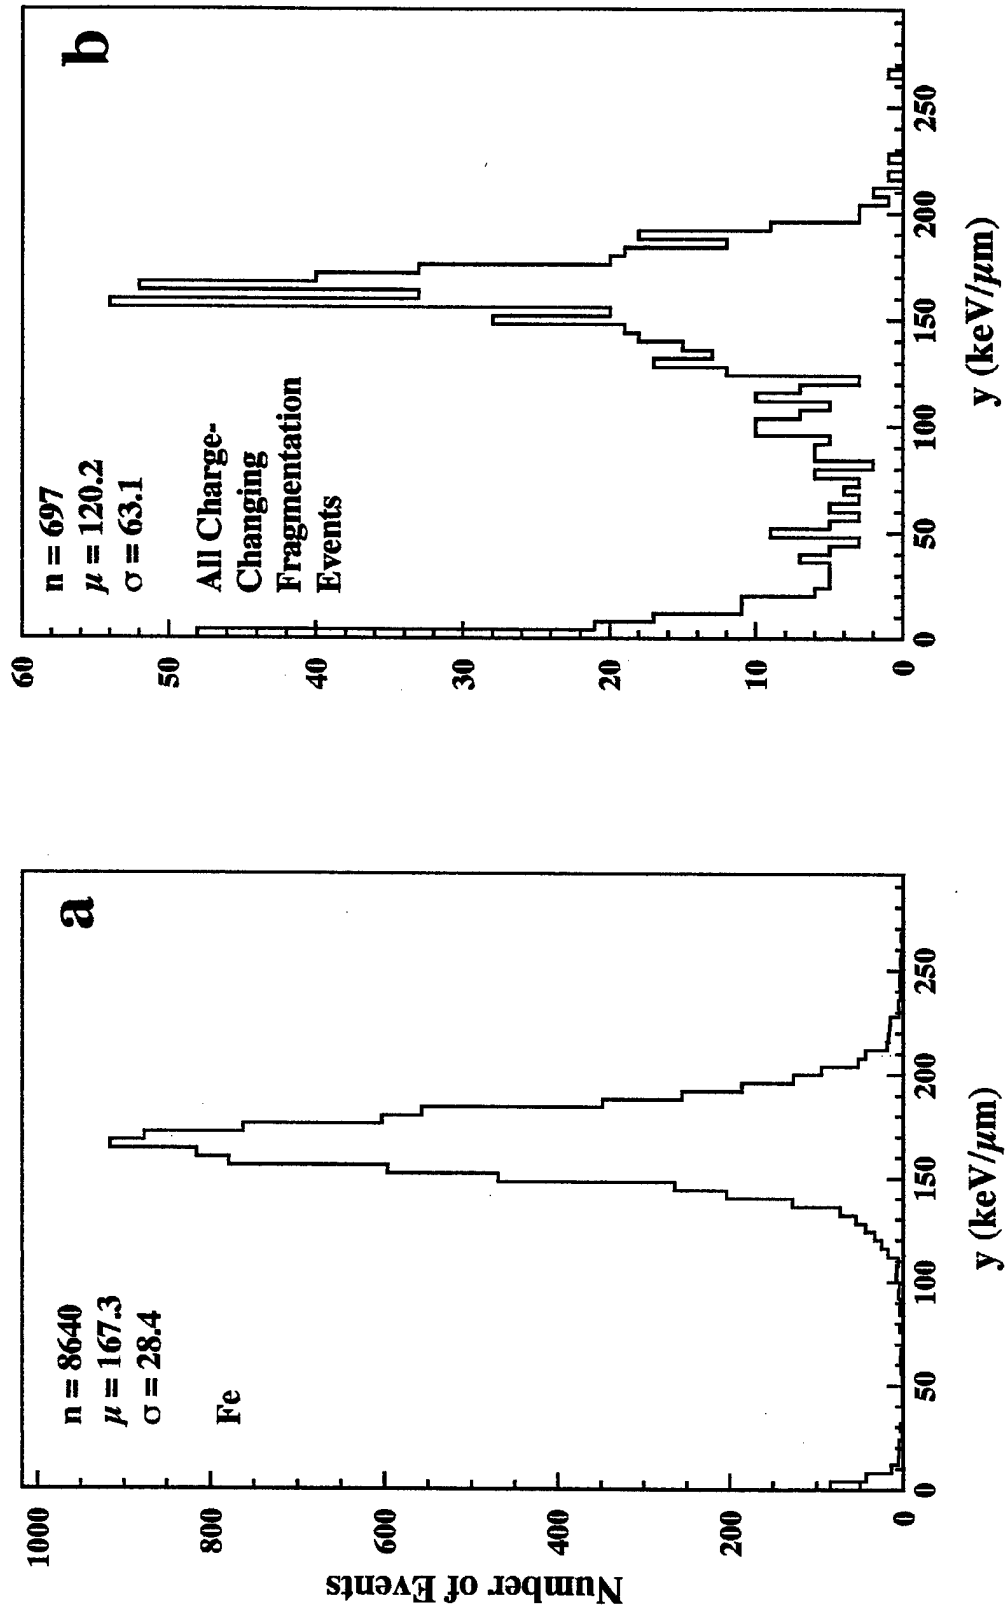 a
n = 8640
μ = 167.3
σ = 28.4
Fe
Number of Events
1000
800
600
400
200
0
0
50
100
150
200
250
y (keV/μm)
b
n = 697
μ = 120.2
σ = 63.1
All Charge-
Changing
Fragmentation
Events
60
50
40
30
20
10
0
0
50
100
150
200
250
y (keV/μm)